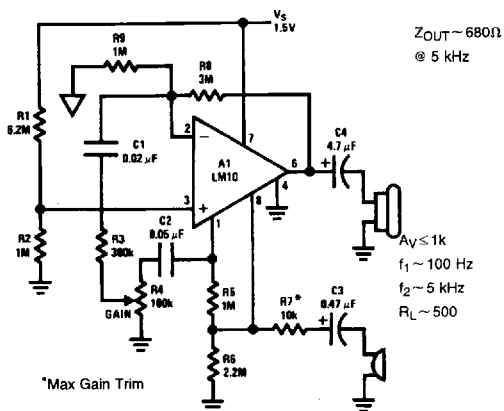 VS
1.5V
ZOUT~680Ω
@ 5 kHz
R9
1M
R8
3M
R1
8.2M
C1
0.02 µF
2
−
7
A1
LM10
6
4
C4
+
4.7 µF
3
+
8
1
R2
1M
R3
300k
C2
0.05 µF
R4
100k
GAIN
R5
1M
R7*
10k
C3
+
0.47 µF
R6
2.2M
AV ≤ 1k
f1~100 Hz
f2~5 kHz
RL~500
*Max Gain Trim